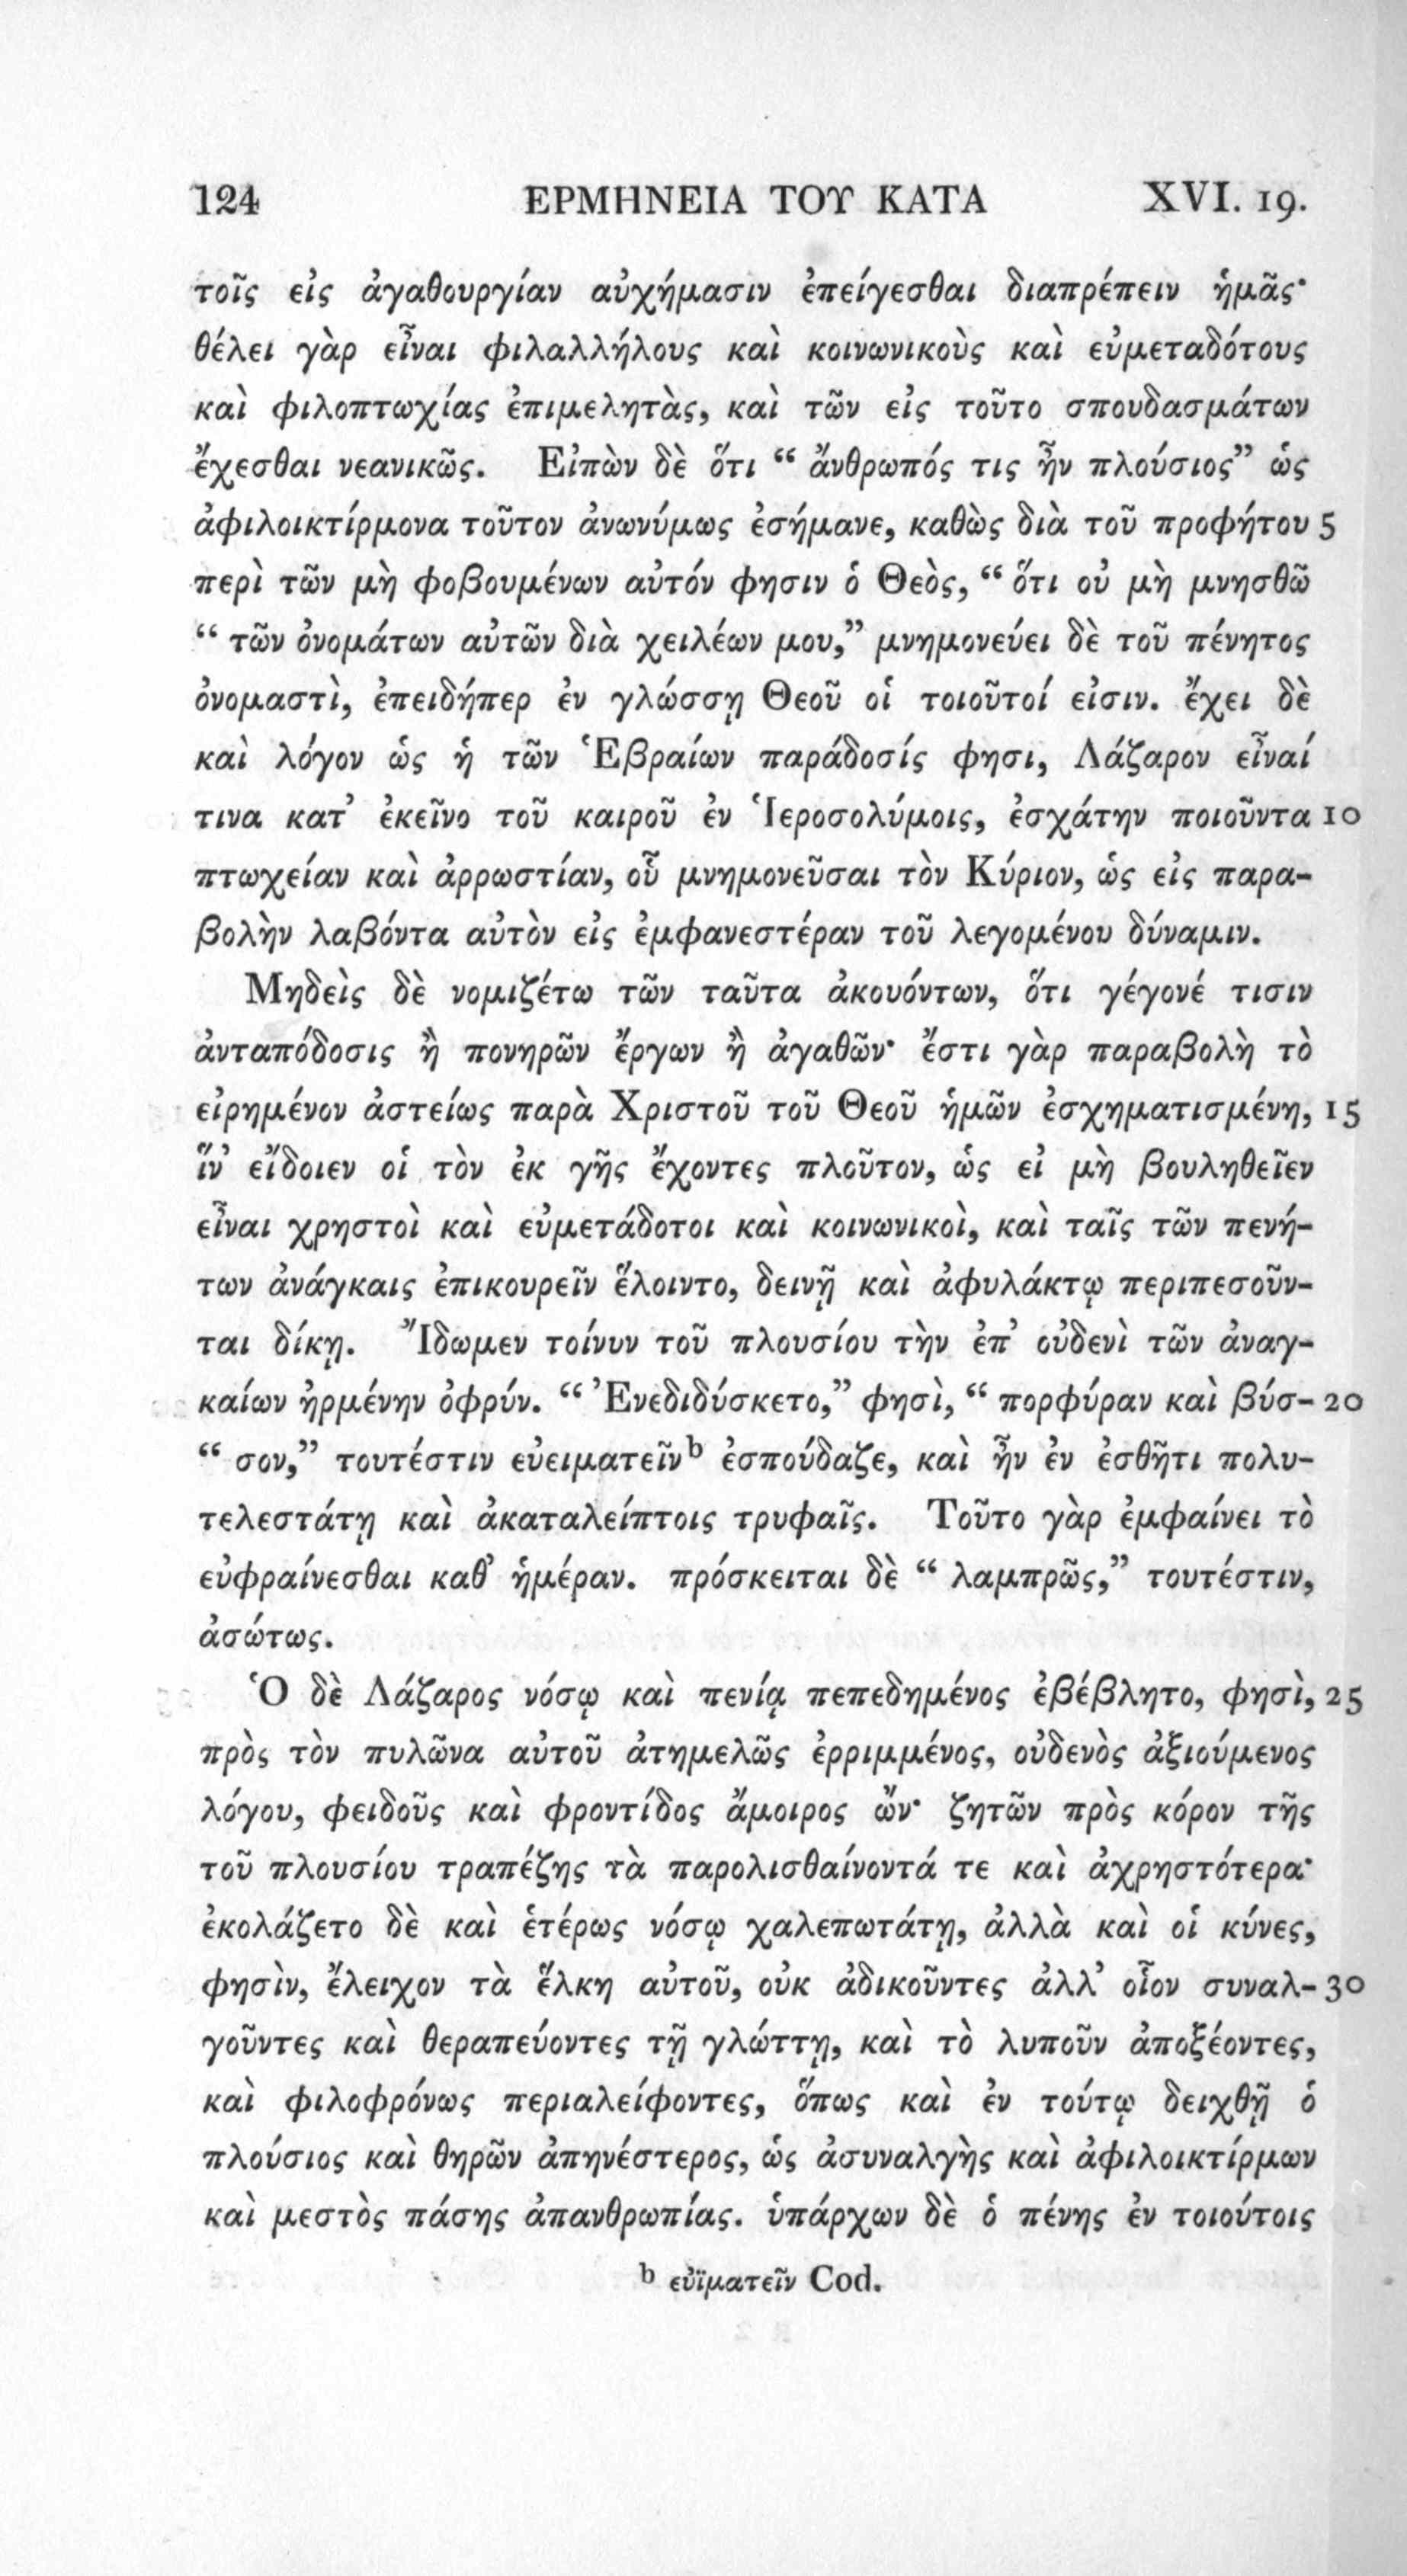 124 ΕΡΜΗΝΕΙΑ ΤΟΥ ΚΑΤΑ XVI. 19.
τοῖς εἰς ἀγαθουργίαν αὐχήμασιν ἐπείγεσθαι διαπρέπειν ἡμᾶς·
θέλει γὰρ εἶναι φιλαλλήλους καὶ κοινωνικοὺς καὶ εὐμεταδότους
καὶ φιλοπτωχίας ἐπιμελητὰς, καὶ τῶν εἰς τοῦτο σπουδασμάτων
ἔχεσθαι νεανικῶς. Εἰπὼν δὲ ὅτι “ ἄνθρωπός τις ἦν πλούσιος” ὡς
ἀφιλοικτίρμονα τοῦτον ἀνωνύμως ἐσήμανε, καθὼς διὰ τοῦ προφήτου 5
περὶ τῶν μὴ φοβουμένων αὐτόν φησιν ὁ Θεὸς, “ ὅτι οὐ μὴ μνησθῶ
“ τῶν ὀνομάτων αὐτῶν διὰ χειλέων μου,” μνημονεύει δὲ τοῦ πένητος
ὀνομαστὶ, ἐπειδήπερ ἐν γλώσσῃ Θεοῦ οἱ τοιοῦτοί εἰσιν. ἔχει δὲ
καὶ λόγον ὡς ἡ τῶν Ἑβραίων παράδοσίς φησι, Λάζαρον εἶναί
τινα κατ’ ἐκεῖνο τοῦ καιροῦ ἐν Ἱεροσολύμοις, ἐσχάτην ποιοῦντα 10
πτωχείαν καὶ ἀρρωστίαν, οὗ μνημονεῦσαι τὸν Κύριον, ὡς εἰς παρα-
βολὴν λαβόντα αὐτὸν εἰς ἐμφανεστέραν τοῦ λεγομένου δύναμιν.
Μηδεὶς δὲ νομιζέτω τῶν ταῦτα ἀκουόντων, ὅτι γέγονέ τισιν
ἀνταπόδοσις ἢ πονηρῶν ἔργων ἢ ἀγαθῶν· ἔστι γὰρ παραβολὴ τὸ
εἰρημένον ἀστείως παρὰ Χριστοῦ τοῦ Θεοῦ ἡμῶν ἐσχηματισμένη, 15
ἵν’ εἴδοιεν οἱ τὸν ἐκ γῆς ἔχοντες πλοῦτον, ὡς εἰ μὴ βουληθεῖεν
εἶναι χρηστοὶ καὶ εὐμετάδοτοι καὶ κοινωνικοὶ, καὶ ταῖς τῶν πενή-
των ἀνάγκαις ἐπικουρεῖν ἕλοιντο, δεινῇ καὶ ἀφυλάκτῳ περιπεσοῦν-
ται δίκῃ. Ἴδωμεν τοίνυν τοῦ πλουσίου τὴν ἐπ’ οὐδενὶ τῶν ἀναγ-
καίων ἠρμένην ὀφρύν. “ Ἐνεδιδύσκετο,” φησὶ, “ πορφύραν καὶ βύσ- 20
“ σον,” τουτέστιν εὐειματεῖνᵇ ἐσπούδαζε, καὶ ἦν ἐν ἐσθῆτι πολυ-
τελεστάτῃ καὶ ἀκαταλείπτοις τρυφαῖς. Τοῦτο γὰρ ἐμφαίνει τὸ
εὐφραίνεσθαι καθ’ ἡμέραν. πρόσκειται δὲ “ λαμπρῶς,” τουτέστιν,
ἀσώτως.
Ὁ δὲ Λάζαρος νόσῳ καὶ πενίᾳ πεπεδημένος ἐβέβλητο, φησὶ, 25
πρὸς τὸν πυλῶνα αὐτοῦ ἀτημελῶς ἐρριμμένος, οὐδενὸς ἀξιούμενος
λόγου, φειδοῦς καὶ φροντίδος ἄμοιρος ὤν· ζητῶν πρὸς κόρον τῆς
τοῦ πλουσίου τραπέζης τὰ παρολισθαίνοντά τε καὶ ἀχρηστότερα·
ἐκολάζετο δὲ καὶ ἑτέρως νόσῳ χαλεπωτάτῃ, ἀλλὰ καὶ οἱ κύνες,
φησὶν, ἔλειχον τὰ ἕλκη αὐτοῦ, οὐκ ἀδικοῦντες ἀλλ’ οἷον συναλ- 30
γοῦντες καὶ θεραπεύοντες τῇ γλώττῃ, καὶ τὸ λυποῦν ἀποξέοντες,
καὶ φιλοφρόνως περιαλείφοντες, ὅπως καὶ ἐν τούτῳ δειχθῇ ὁ
πλούσιος καὶ θηρῶν ἀπηνέστερος, ὡς ἀσυναλγὴς καὶ ἀφιλοικτίρμων
καὶ μεστὸς πάσης ἀπανθρωπίας. ὑπάρχων δὲ ὁ πένης ἐν τοιούτοις
ᵇ εὐϊματεῖν Cod.